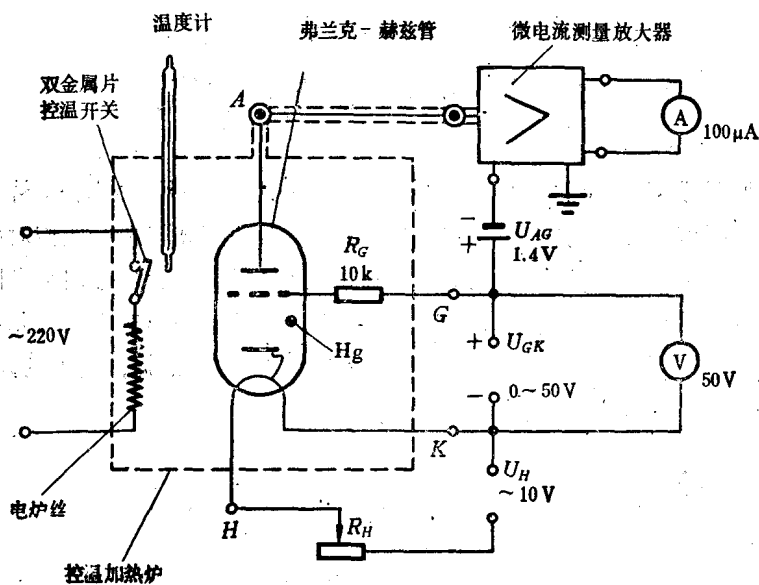 温度计
弗兰克-赫兹管
微电流测量放大器
双金属片
控温开关
A
A
100μA
U_AG
1.4V
R_G
10k
G
~220V
Hg
U_GK
V
50V
0~50V
K
U_H
~10V
电炉丝
H
R_H
控温加热炉